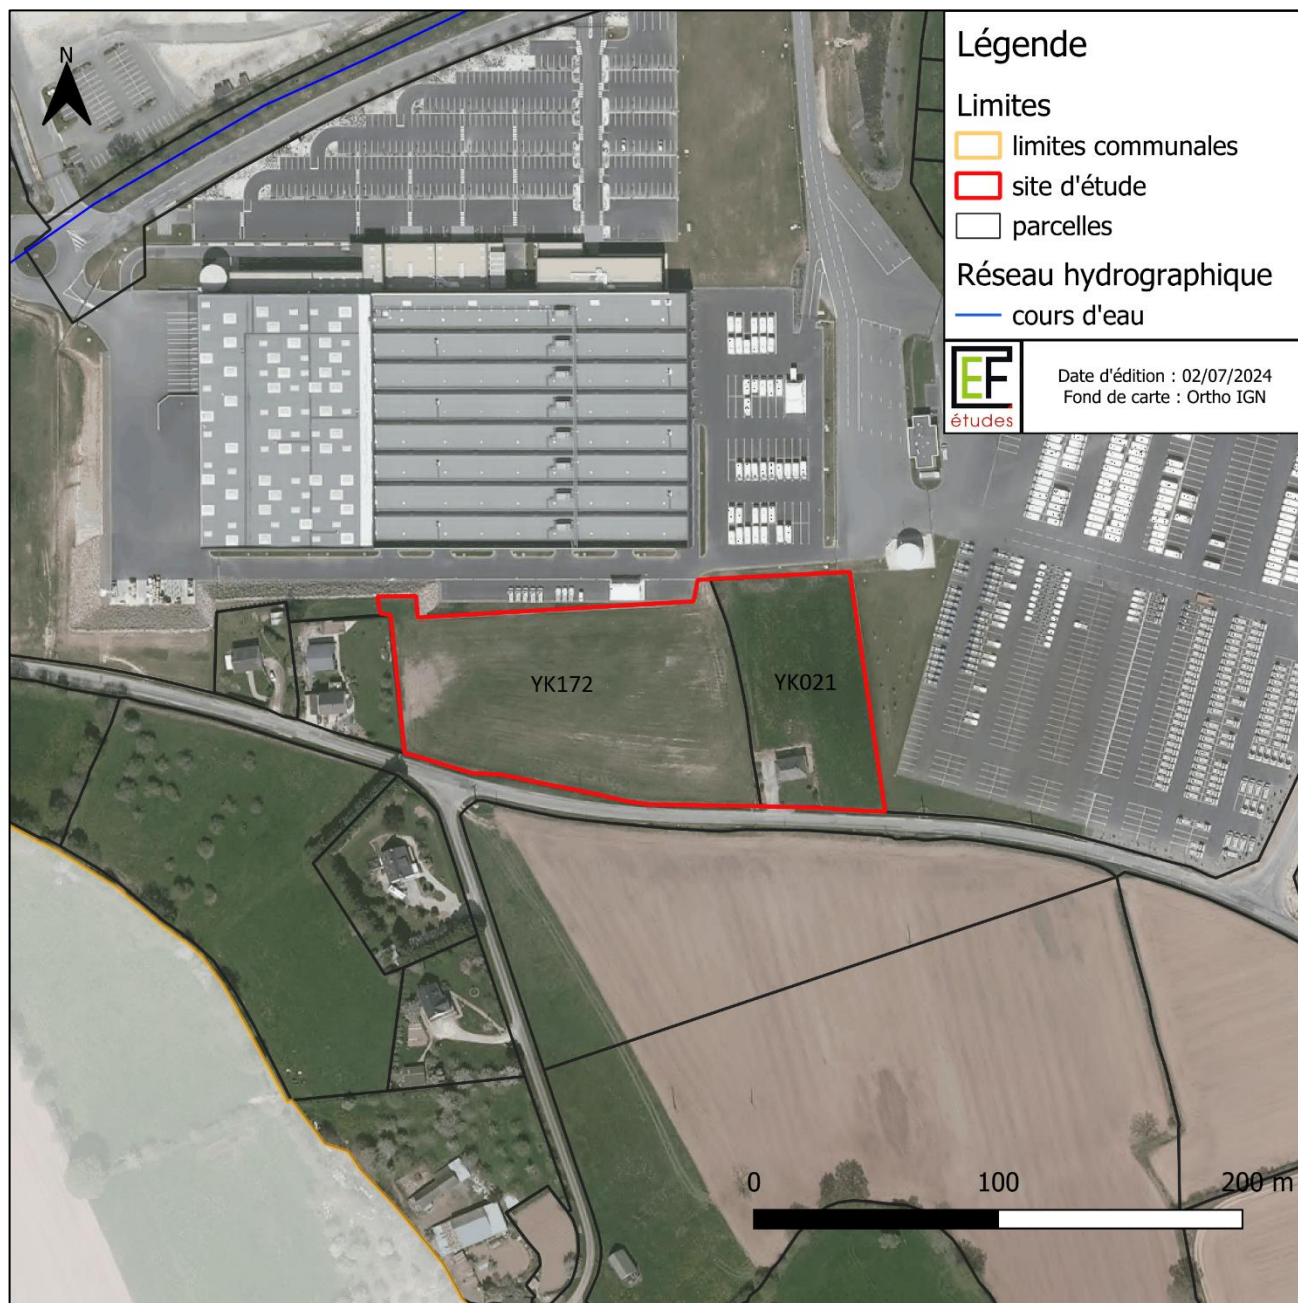 N
Légende
Limites
limites communales
site d'étude
parcelles
Réseau hydrographique
cours d'eau
EF
études
Date d'édition : 02/07/2024
Fond de carte : Ortho IGN
YK172
YK021
0 100 200 m